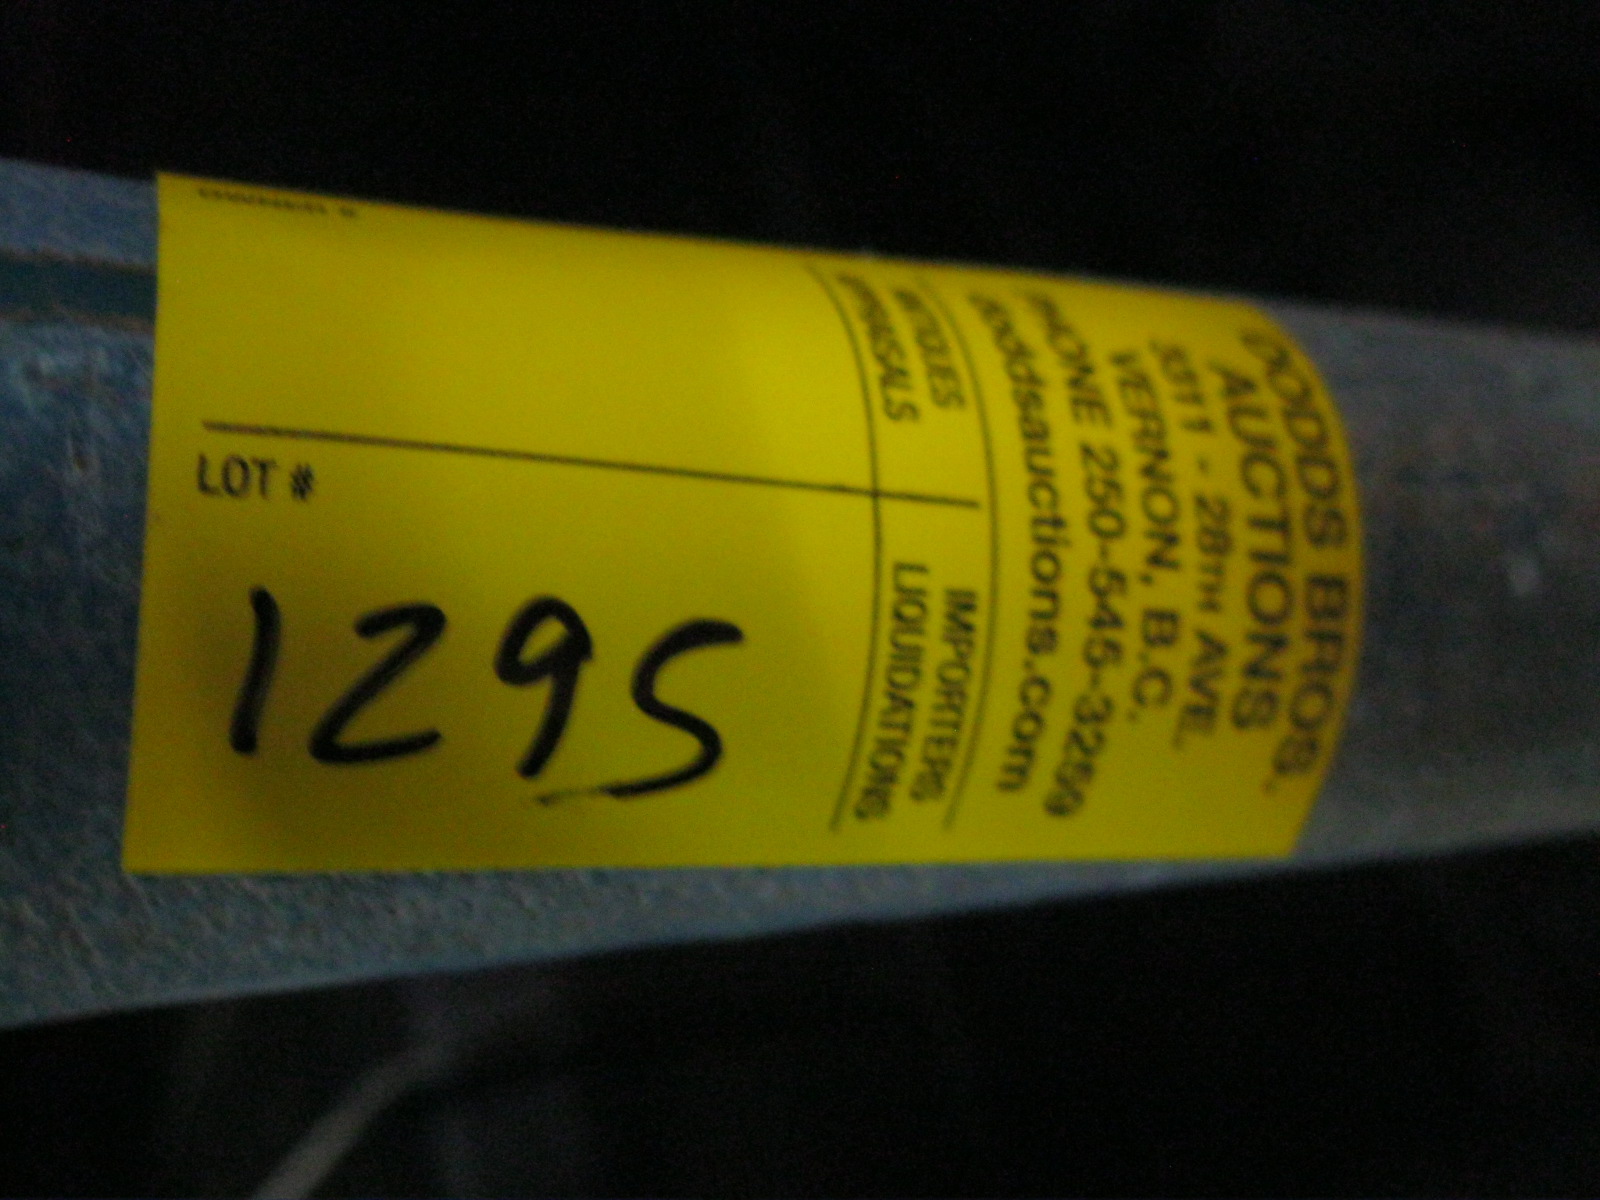 DODDS BROS.
AUCTIONS
3311 - 28TH AVE.
VERNON, B.C.
PHONE 250-545-3259
doddsauctions.com
VEHICLES
IMPORTERS
APPRAISALS
LIQUIDATIONS
LOT #
1295